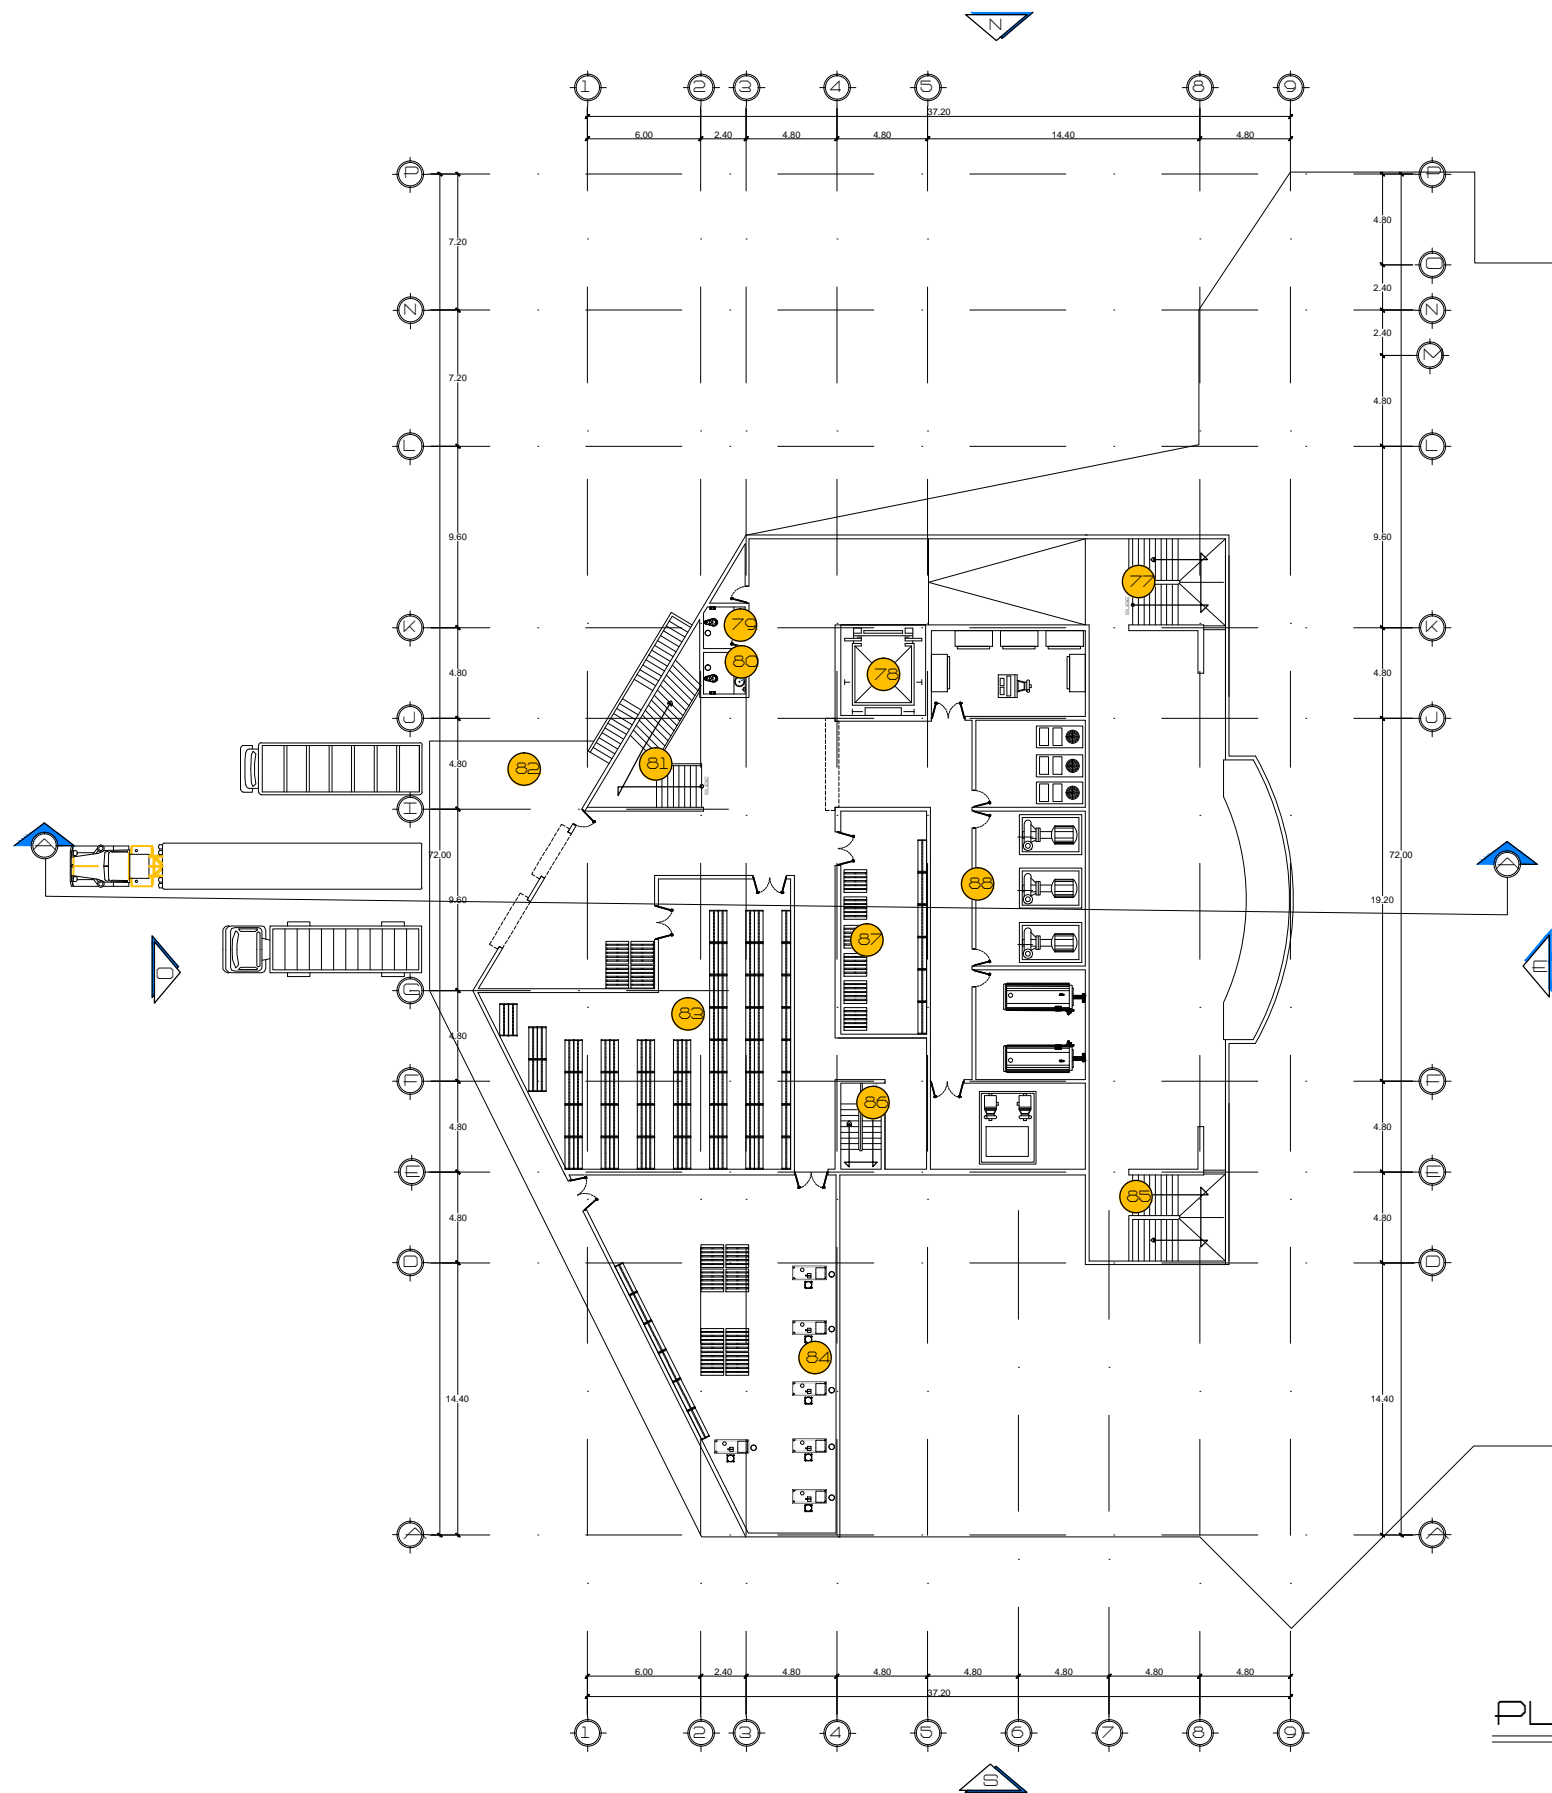 N
1 2 3 4 5 8 9
37.20
6.00 2.40 4.80 4.80 14.40 4.80
P P
4.80
7.20
O
2.40
N N
2.40
M
7.20
4.80
L L
9.60 9.60
77
SUBE
79
K K
80
4.80 78 4.80
J J
4.80 82 81
SUBE
H
A 72.00 72.00 A
88
9.60 19.20
87
O E
G
83
4.80
F F
86
4.80 4.80
E E
85
4.80 4.80
D D
84
14.40 14.40
A A
6.00 2.40 4.80 4.80 4.80 4.80 4.80 4.80
37.20
PL
1 2 3 4 5 6 7 8 9
S